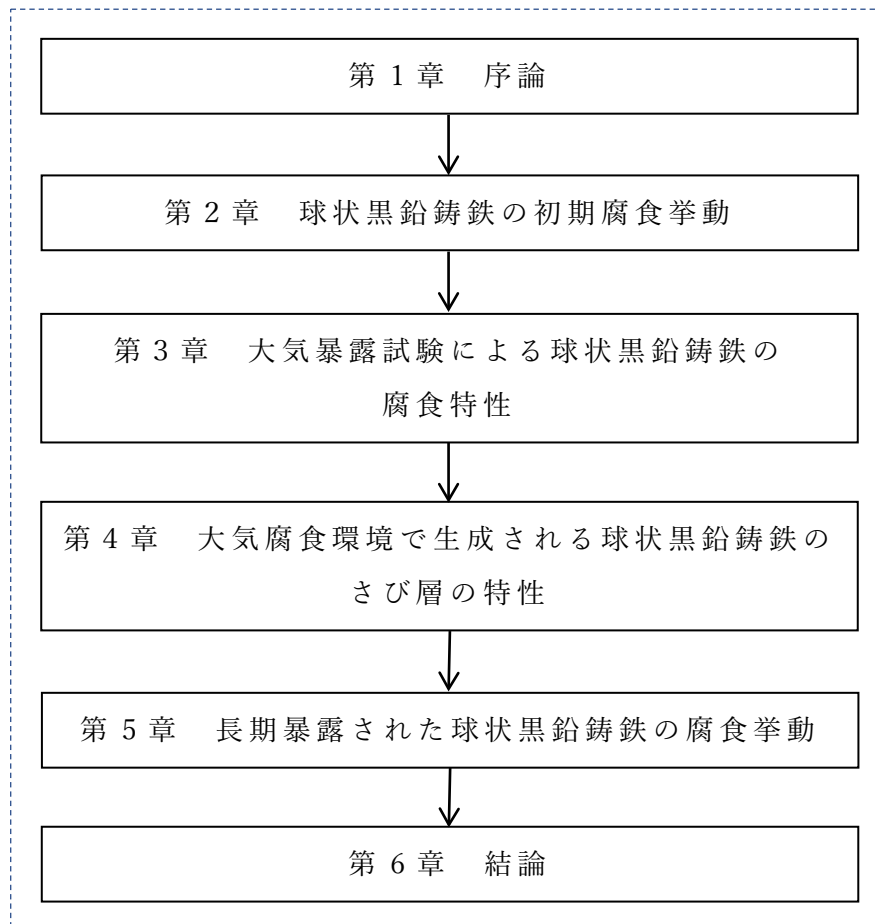 第1章 序論
第2章 球状黒鉛鋳鉄の初期腐食挙動
第3章 大気暴露試験による球状黒鉛鋳鉄の
腐食特性
第4章 大気腐食環境で生成される球状黒鉛鋳鉄の
さび層の特性
第5章 長期暴露された球状黒鉛鋳鉄の腐食挙動
第6章 結論